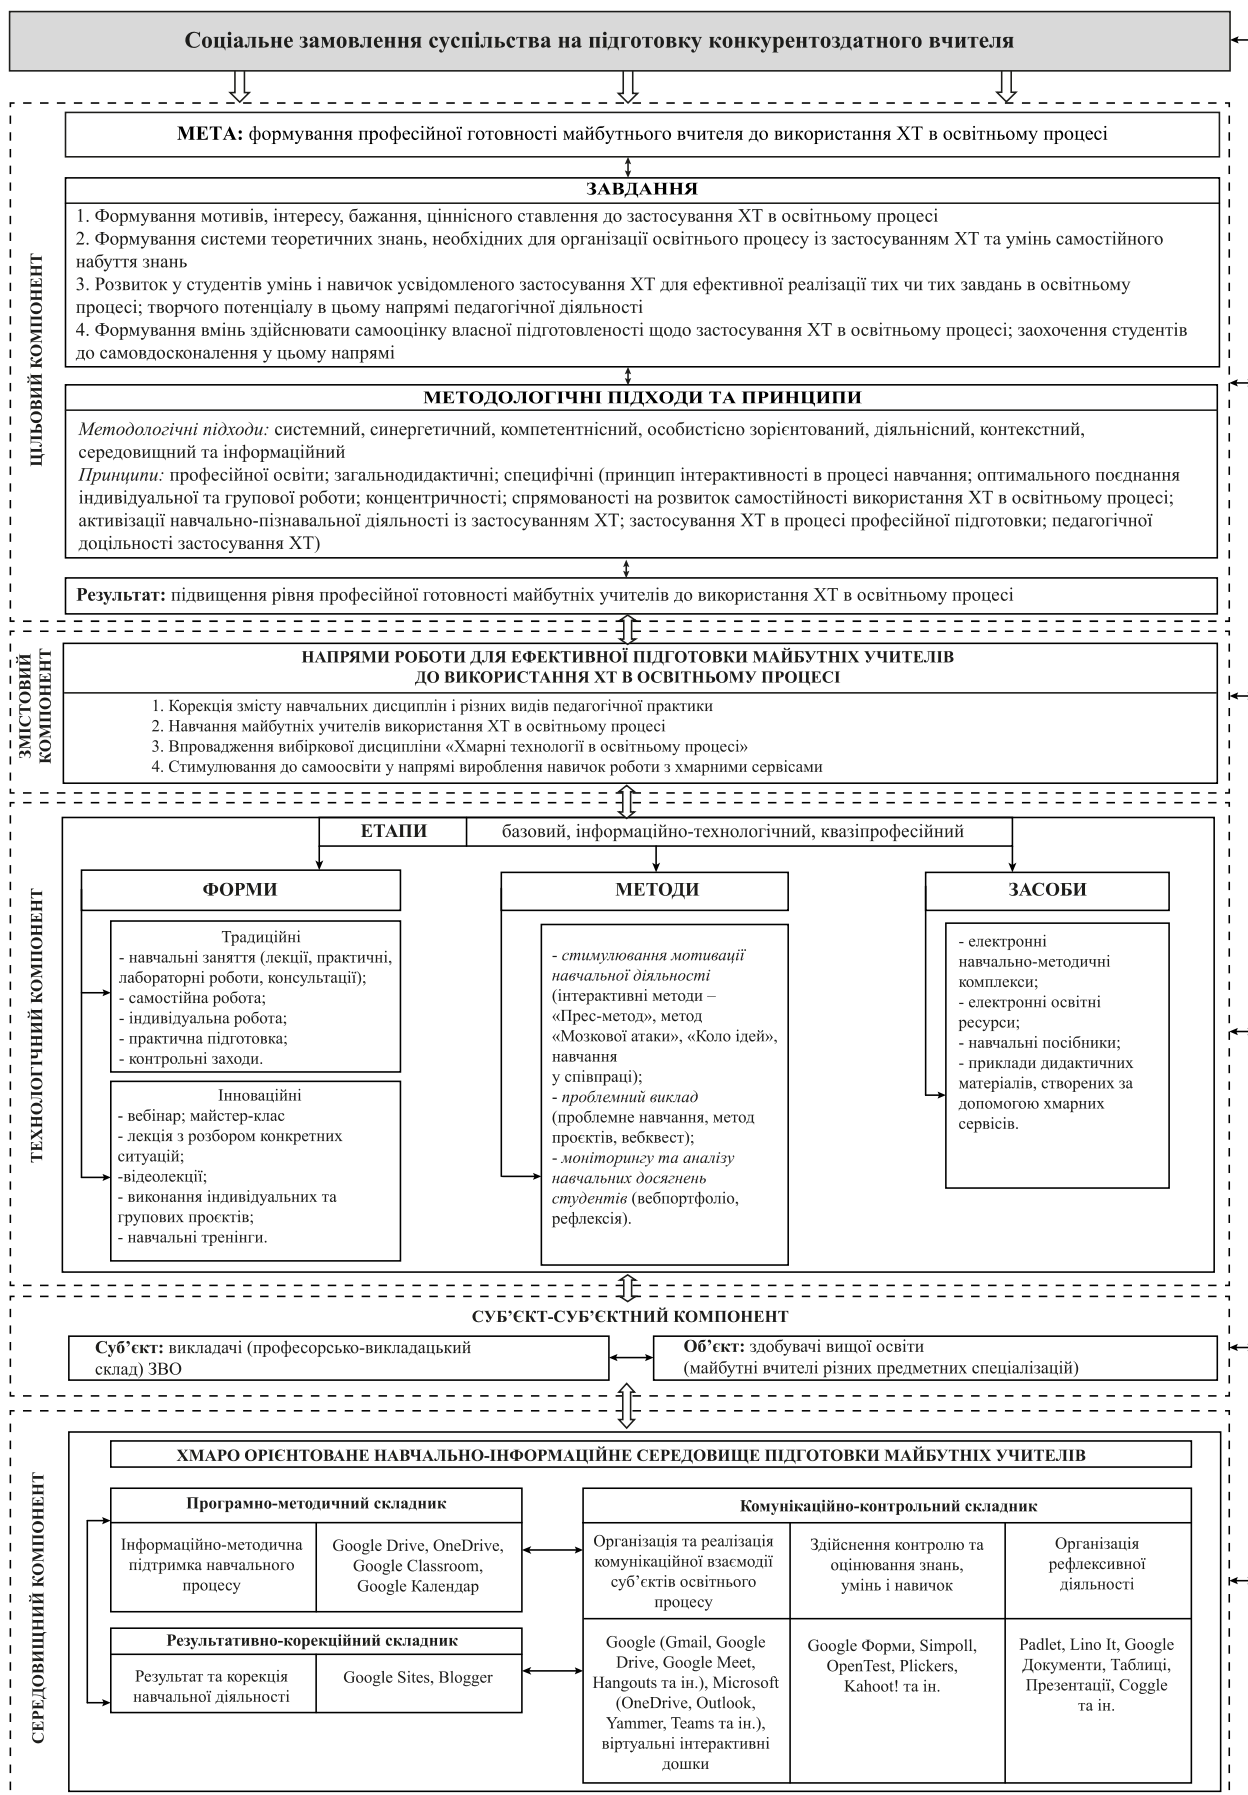 Соціальне замовлення суспільства на підготовку конкурентоздатного вчителя
ЦІЛЬОВИЙ КОМПОНЕНТ
МЕТА: формування професійної готовності майбутнього вчителя до використання ХТ в освітньому процесі
ЗАВДАННЯ
1. Формування мотивів, інтересу, бажання, ціннісного ставлення до застосування ХТ в освітньому процесі
2. Формування системи теоретичних знань, необхідних для організації освітнього процесу із застосуванням ХТ та умінь самостійного
набуття знань
3. Розвиток у студентів умінь і навичок усвідомленого застосування ХТ для ефективної реалізації тих чи тих завдань в освітньому
процесі; творчого потенціалу в цьому напрямі педагогічної діяльності
4. Формування вмінь здійснювати самооцінку власної підготовленості щодо застосування ХТ в освітньому процесі; заохочення студентів
до самовдосконалення у цьому напрямі
МЕТОДОЛОГІЧНІ ПІДХОДИ ТА ПРИНЦИПИ
Методологічні підходи: системний, синергетичний, компетентнісний, особистісно зорієнтований, діяльнісний, контекстний,
середовищний та інформаційний
Принципи: професійної освіти; загальнодидактичні; специфічні (принцип інтерактивності в процесі навчання; оптимального поєднання
індивідуальної та групової роботи; концентричності; спрямованості на розвиток самостійності використання ХТ в освітньому процесі;
активізації навчально-пізнавальної діяльності із застосуванням ХТ; застосування ХТ в процесі професійної підготовки; педагогічної
доцільності застосування ХТ)
Результат: підвищення рівня професійної готовності майбутніх учителів до використання ХТ в освітньому процесі
ЗМІСТОВИЙ
КОМПОНЕНТ
НАПРЯМИ РОБОТИ ДЛЯ ЕФЕКТИВНОЇ ПІДГОТОВКИ МАЙБУТНІХ УЧИТЕЛІВ
ДО ВИКОРИСТАННЯ ХТ В ОСВІТНЬОМУ ПРОЦЕСІ
1. Корекція змісту навчальних дисциплін і різних видів педагогічної практики
2. Навчання майбутніх учителів використання ХТ в освітньому процесі
3. Впровадження вибіркової дисципліни «Хмарні технології в освітньому процесі»
4. Стимулювання до самоосвіти у напрямі вироблення навичок роботи з хмарними сервісами
ТЕХНОЛОГІЧНИЙ КОМПОНЕНТ
ЕТАПИ
базовий, інформаційно-технологічний, квазіпрофесійний
ФОРМИ
Традиційні
- навчальні заняття (лекції, практичні,
лабораторні роботи, консультації);
- самостійна робота;
- індивідуальна робота;
- практична підготовка;
- контрольні заходи.
Інноваційні
- вебінар; майстер-клас
- лекція з розбором конкретних
ситуацій;
-відеолекції;
- виконання індивідуальних та
групових проєктів;
- навчальні тренінги.
МЕТОДИ
- стимулювання мотивації
навчальної діяльності
(інтерактивні методи –
«Прес-метод», метод
«Мозкової атаки», «Коло ідей»,
навчання
у співпраці);
- проблемний виклад
(проблемне навчання, метод
проєктів, вебквест);
- моніторингу та аналізу
навчальних досягнень
студентів (вебпортфоліо,
рефлексія).
ЗАСОБИ
- електронні
навчально-методичні
комплекси;
- електронні освітні
ресурси;
- навчальні посібники;
- приклади дидактичних
матеріалів, створених за
допомогою хмарних
сервісів.
СУБ’ЄКТ-СУБ’ЄКТНИЙ КОМПОНЕНТ
Суб’єкт: викладачі (професорсько-викладацький
склад) ЗВО
Об’єкт: здобувачі вищої освіти
(майбутні вчителі різних предметних спеціалізацій)
СЕРЕДОВИЩНИЙ КОМПОНЕНТ
ХМАРО ОРІЄНТОВАНЕ НАВЧАЛЬНО-ІНФОРМАЦІЙНЕ СЕРЕДОВИЩЕ ПІДГОТОВКИ МАЙБУТНІХ УЧИТЕЛІВ
Програмно-методичний складник
Інформаційно-методична
підтримка навчального
процесу
Google Drive, OneDrive,
Google Classroom,
Google Календар
Результативно-корекційний складник
Результат та корекція
навчальної діяльності
Google Sites, Blogger
Комунікаційно-контрольний складник
Організація та реалізація
комунікаційної взаємодії
суб’єктів освітнього
процесу
Здійснення контролю та
оцінювання знань,
умінь і навичок
Організація
рефлексивної
діяльності
Google (Gmail, Google
Drive, Google Meet,
Hangouts та ін.), Microsoft
(OneDrive, Outlook,
Yammer, Teams та ін.),
віртуальні інтерактивні
дошки
Google Форми, Simpoll,
OpenTest, Plickers,
Kahoot! та ін.
Padlet, Lino It, Google
Документи, Таблиці,
Презентації, Coggle
та ін.